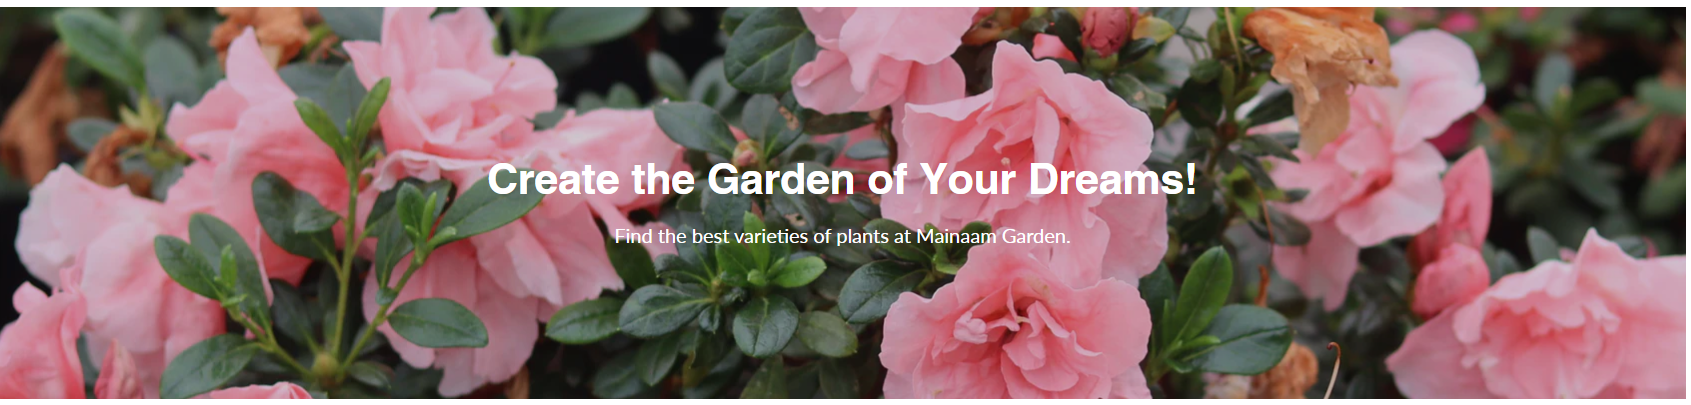 Create the Garden of Your Dreams!
Find the best varieties of plants at Mainaam Garden.